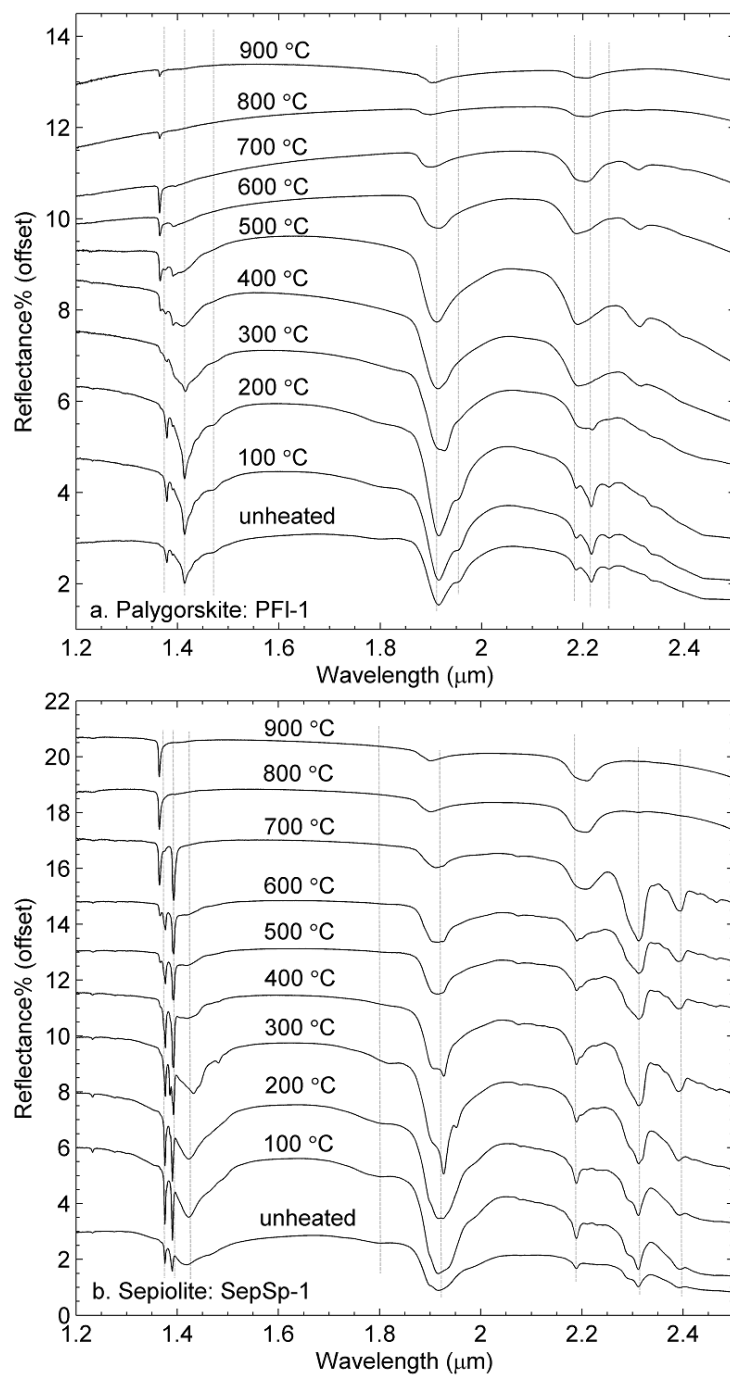 14
12
10
8
6
4
2
Reflectance% (offset)
900 °C
800 °C
700 °C
600 °C
500 °C
400 °C
300 °C
200 °C
100 °C
unheated
a. Palygorskite: PFl-1
1.2 1.4 1.6 1.8 2 2.2 2.4
Wavelength (μm)
22
20
18
16
14
12
10
8
6
4
2
0
Reflectance% (offset)
900 °C
800 °C
700 °C
600 °C
500 °C
400 °C
300 °C
200 °C
100 °C
unheated
b. Sepiolite: SepSp-1
1.2 1.4 1.6 1.8 2 2.2 2.4
Wavelength (μm)